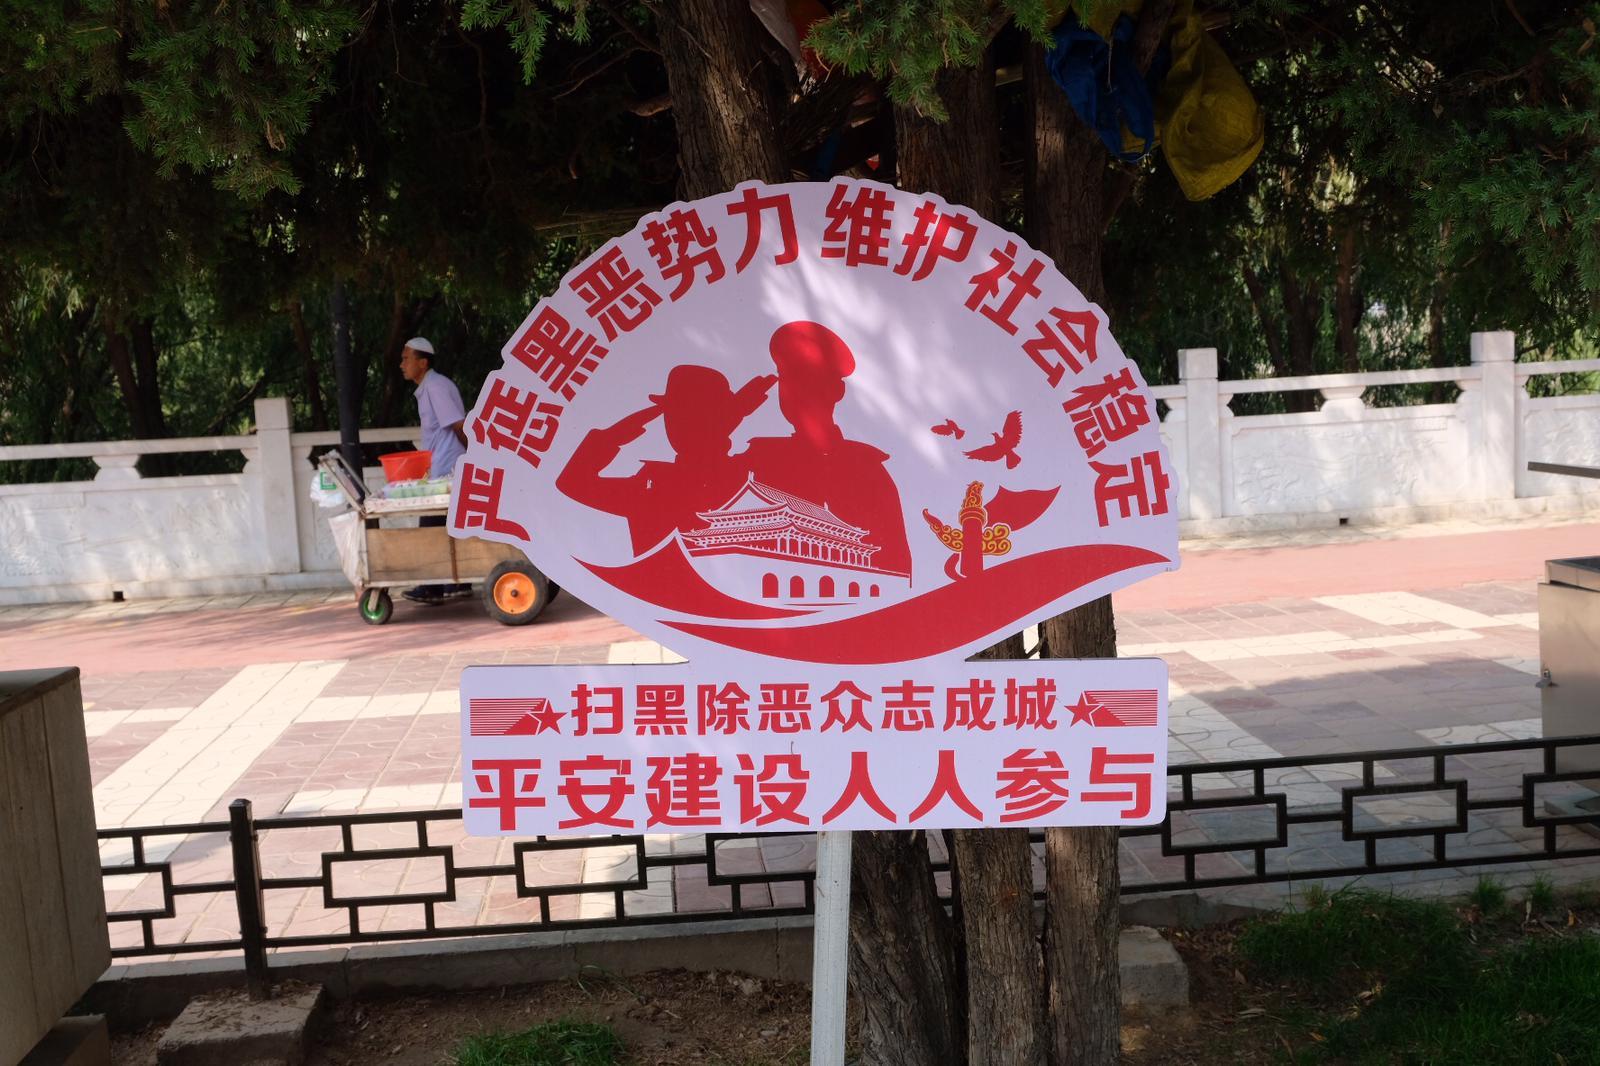 严惩黑恶势力 维护社会稳定
扫黑除恶众志成城
平安建设人人参与